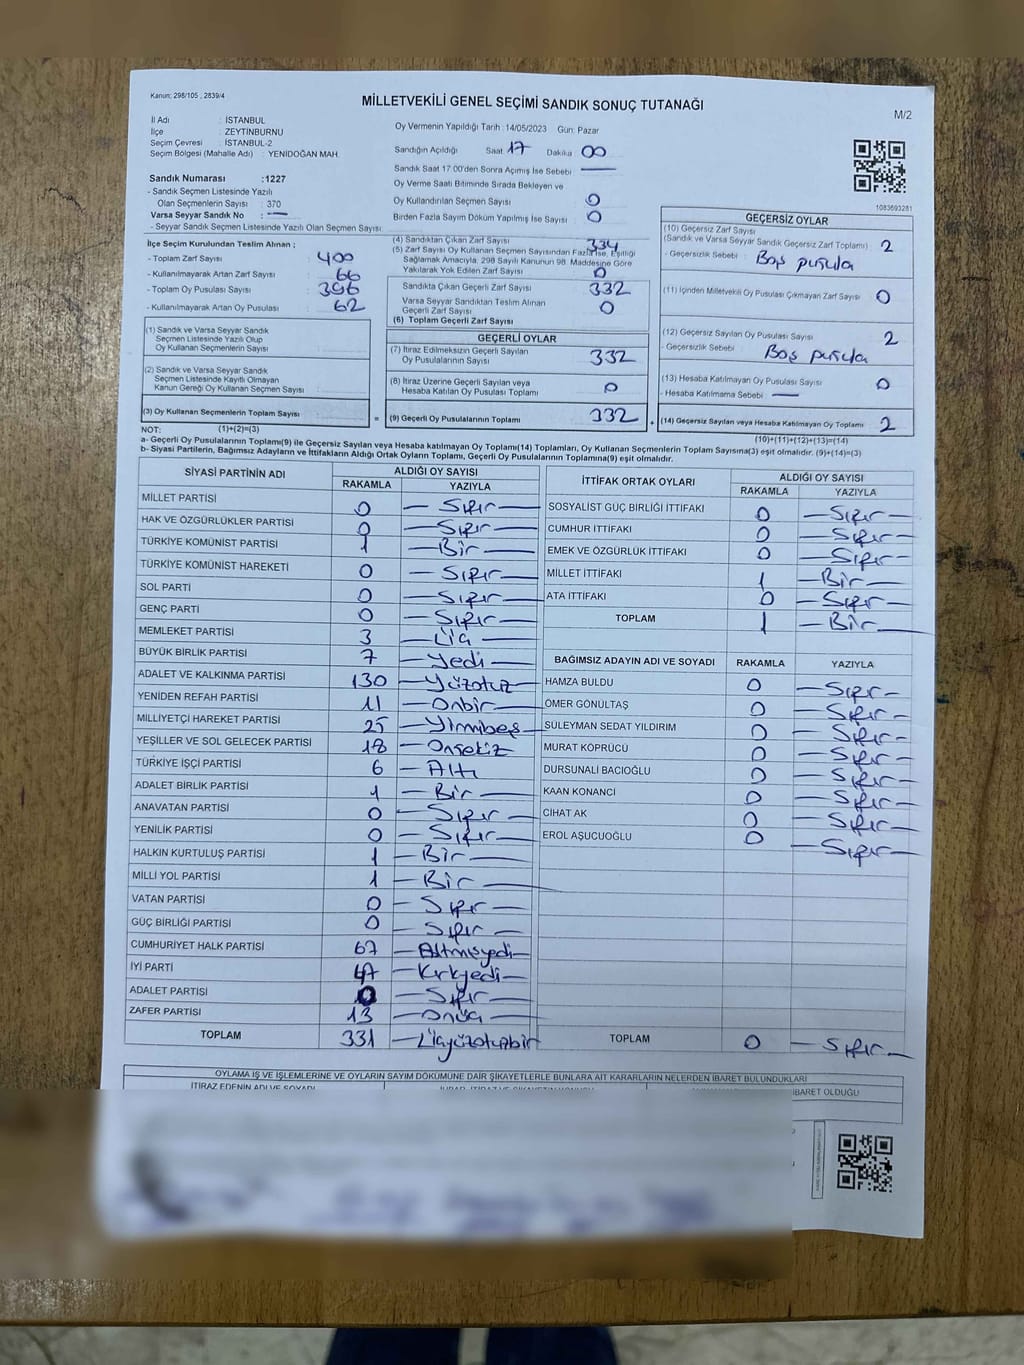 Kanun: 298/105 , 2839/4
MİLLETVEKİLİ GENEL SEÇİMİ SANDIK SONUÇ TUTANAĞI
M/2
İl Adı : İSTANBUL
İlçe : ZEYTİNBURNU
Seçim Çevresi : İSTANBUL-2
Seçim Bölgesi (Mahalle Adı) : YENİDOĞAN MAH.
Sandık Numarası :1227
- Sandık Seçmen Listesinde Yazılı
Olan Seçmenlerin Sayısı : 370
Varsa Seyyar Sandık No : —
- Seyyar Sandık Seçmen Listesinde Yazılı Olan Seçmen Sayısı
Oy Vermenin Yapıldığı Tarih : 14/05/2023 Gün: Pazar
Sandığın Açıldığı Saat 17 Dakika 00
Sandık Saat 17.00'den Sonra Açımış İse Sebebi —
Oy Verme Saati Bitiminde Sırada Bekleyen ve
Oy Kullandırılan Seçmen Sayısı 0
Birden Fazla Sayım Döküm Yapılmış İse Sayısı 0
1083693281
İlçe Seçim Kurulundan Teslim Alınan ;
- Toplam Zarf Sayısı : 400
- Kullanılmayarak Artan Zarf Sayısı : 66
- Toplam Oy Pusulası Sayısı : 396
- Kullanılmayarak Artan Oy Pusulası : 62
(1) Sandık ve Varsa Seyyar Sandık
Seçmen Listesinde Yazılı Olup
Oy Kullanan Seçmenlerin Sayısı
(2) Sandık ve Varsa Seyyar Sandık
Seçmen Listesinde Kayıtlı Olmayan
Kanun Gereği Oy Kullanan Seçmen Sayısı
(3) Oy Kullanan Seçmenlerin Toplam Sayısı =
(4) Sandıktan Çıkan Zarf Sayısı 334
(5) Zarf Sayısı Oy Kullanan Seçmen Sayısından Fazla İse, Eşitliği
Sağlamak Amacıyla, 298 Sayılı Kanunun 98. Maddesine Göre
Yakılarak Yok Edilen Zarf Sayısı 0
Sandıkta Çıkan Geçerli Zarf Sayısı 332
Varsa Seyyar Sandıktan Teslim Alınan
Geçerli Zarf Sayısı 0
(6) Toplam Geçerli Zarf Sayısı
GEÇERLİ OYLAR
(7) İtiraz Edilmeksizin Geçerli Sayılan
Oy Pusulalarının Sayısı 332
(8) İtiraz Üzerine Geçerli Sayılan veya
Hesaba Katılan Oy Pusulaları Toplamı 0
(9) Geçerli Oy Pusulalarının Toplamı 332 +
GEÇERSİZ OYLAR
(10) Geçersiz Zarf Sayısı
(Sandık ve Varsa Seyyar Sandık Geçersiz Zarf Toplamı) 2
- Geçersizlik Sebebi : Boş pusula
(11) İçinden Milletvekili Oy Pusulası Çıkmayan Zarf Sayısı 0
(12) Geçersiz Sayılan Oy Pusulası Sayısı 2
- Geçersizlik Sebebi : Boş pusula
(13) Hesaba Katılmayan Oy Pusulası Sayısı 0
- Hesaba Katılmama Sebebi : —
(14) Geçersiz Sayılan veya Hesaba Katılmayan Oy Toplamı 2
NOT: (1)+(2)=(3)
(10)+(11)+(12)+(13)=(14)
a- Geçerli Oy Pusulalarının Toplamı(9) ile Geçersiz Sayılan veya Hesaba katılmayan Oy Toplamı(14) Toplamları, Oy Kullanan Seçmenlerin Toplam Sayısına(3) eşit olmalıdır. (9)+(14)=(3)
b- Siyasi Partilerin, Bağımsız Adayların ve İttifakların Aldığı Ortak Oyların Toplamı, Geçerli Oy Pusulalarının Toplamına(9) eşit olmalıdır.
SİYASİ PARTİNİN ADI ALDIĞI OY SAYISI
RAKAMLA YAZIYLA
MİLLET PARTİSİ 0 — Sıfır —
HAK VE ÖZGÜRLÜKLER PARTİSİ 0 — Sıfır —
TÜRKİYE KOMÜNİST PARTİSİ 1 — Bir —
TÜRKİYE KOMÜNİST HAREKETİ 0 — Sıfır —
SOL PARTİ 0 — Sıfır —
GENÇ PARTİ 0 — Sıfır —
MEMLEKET PARTİSİ 3 — Üç —
BÜYÜK BİRLİK PARTİSİ 7 — Yedi —
ADALET VE KALKINMA PARTİSİ 130 — Yüzotuz —
YENİDEN REFAH PARTİSİ 11 — Onbir —
MİLLİYETÇİ HAREKET PARTİSİ 25 — Yirmibeş —
YEŞİLLER VE SOL GELECEK PARTİSİ 18 — Onsekiz
TÜRKİYE İŞÇİ PARTİSİ 6 — Altı
ADALET BİRLİK PARTİSİ 1 — Bir —
ANAVATAN PARTİSİ 0 — Sıfır —
YENİLİK PARTİSİ 0 — Sıfır —
HALKIN KURTULUŞ PARTİSİ 1 — Bir —
MİLLİ YOL PARTİSİ 1 — Bir —
VATAN PARTİSİ 0 — Sıfır —
GÜÇ BİRLİĞİ PARTİSİ 0 — Sıfır —
CUMHURİYET HALK PARTİSİ 67 — Altmışyedi —
İYİ PARTİ 47 — Kırkyedi —
ADALET PARTİSİ 0 — Sıfır —
ZAFER PARTİSİ 13 — Onüç —
TOPLAM 331 — Üçyüzotuzbir
İTTİFAK ORTAK OYLARI ALDIĞI OY SAYISI
RAKAMLA YAZIYLA
SOSYALİST GÜÇ BİRLİĞİ İTTİFAKI 0 — Sıfır —
CUMHUR İTTİFAKI 0 — Sıfır —
EMEK VE ÖZGÜRLÜK İTTİFAKI 0 — Sıfır —
MİLLET İTTİFAKI 1 — Bir —
ATA İTTİFAKI 0 — Sıfır —
TOPLAM 1 — Bir —
BAĞIMSIZ ADAYIN ADI VE SOYADI RAKAMLA YAZIYLA
HAMZA BULDU 0 — Sıfır —
ÖMER GÖNÜLTAŞ 0 — Sıfır —
SÜLEYMAN SEDAT YILDIRIM 0 — Sıfır —
MURAT KÖPRÜCÜ 0 — Sıfır —
DURSUNALİ BACIOĞLU 0 — Sıfır —
KAAN KONANCI 0 — Sıfır —
CİHAT AK 0 — Sıfır —
EROL AŞUCUOĞLU 0 — Sıfır —
TOPLAM 0 — Sıfır —
OYLAMA İŞ VE İŞLEMLERİNE VE OYLARIN SAYIM DÖKÜMÜNE DAİR ŞİKAYETLERLE BUNLARA AİT KARARLARIN NELERDEN İBARET BULUNDUKLARI
İTİRAZ EDENİN ADI VE SOYADI
İBARET OLDUĞU